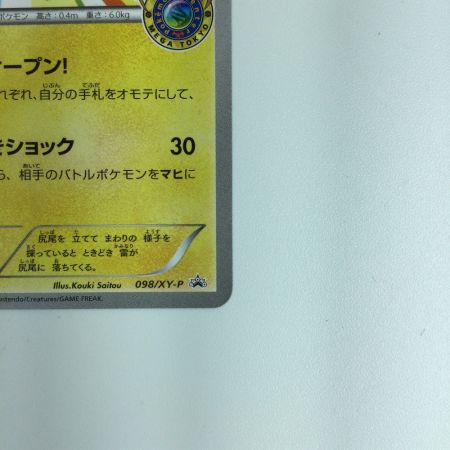 ポケモン 高さ:0.4m 重さ:6.0kg
MEGA TOKYO
オープン!
れぞれ、自分の手札をオモテにして、
ショック 30
ら、相手のバトルポケモンをマヒに
尻尾を 立てて まわりの 様子を
探っていると ときどき 雷が
尻尾に 落ちてくる。
Illus.Kouki Saitou 098/XY-P
intendo/Creatures/GAME FREAK.